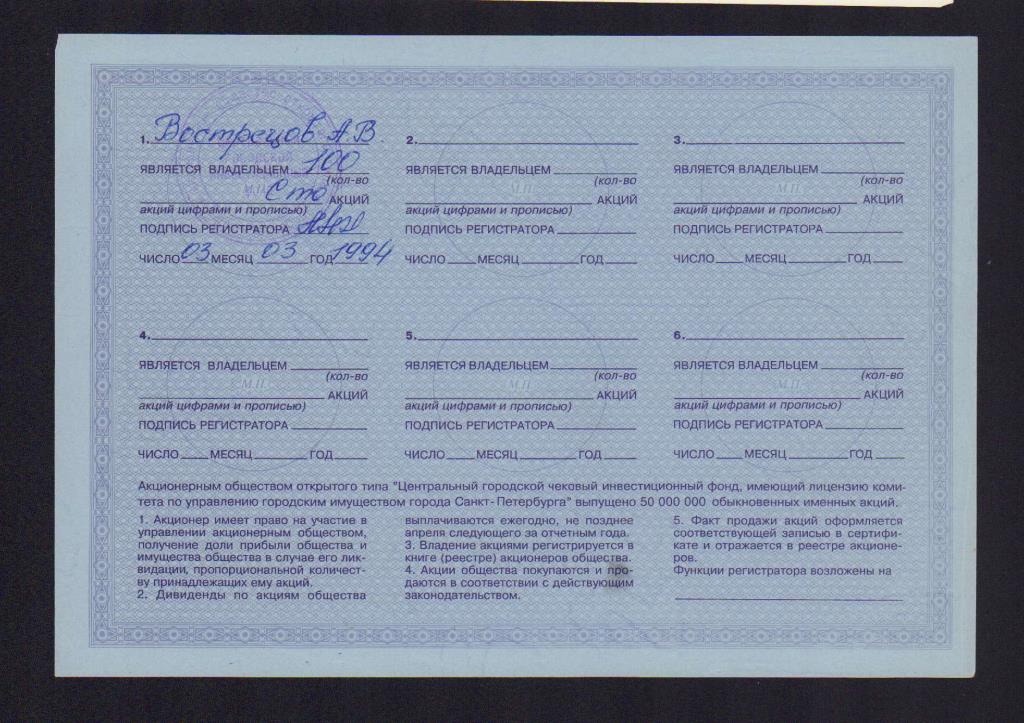 1. Вострецов А.В.
ЯВЛЯЕТСЯ ВЛАДЕЛЬЦЕМ 100
(кол-во
Сто АКЦИЙ
акций цифрами и прописью)
ПОДПИСЬ РЕГИСТРАТОРА
ЧИСЛО 03 МЕСЯЦ 03 ГОД 1994
2.
ЯВЛЯЕТСЯ ВЛАДЕЛЬЦЕМ
(кол-во
М.П.
АКЦИЙ
акций цифрами и прописью)
ПОДПИСЬ РЕГИСТРАТОРА
ЧИСЛО МЕСЯЦ ГОД
3.
ЯВЛЯЕТСЯ ВЛАДЕЛЬЦЕМ
(кол-во
М.П.
АКЦИЙ
акций цифрами и прописью)
ПОДПИСЬ РЕГИСТРАТОРА
ЧИСЛО МЕСЯЦ ГОД
4.
ЯВЛЯЕТСЯ ВЛАДЕЛЬЦЕМ
(кол-во
М.П.
АКЦИЙ
акций цифрами и прописью)
ПОДПИСЬ РЕГИСТРАТОРА
ЧИСЛО МЕСЯЦ ГОД
5.
ЯВЛЯЕТСЯ ВЛАДЕЛЬЦЕМ
(кол-во
М.П.
АКЦИЙ
акций цифрами и прописью)
ПОДПИСЬ РЕГИСТРАТОРА
ЧИСЛО МЕСЯЦ ГОД
6.
ЯВЛЯЕТСЯ ВЛАДЕЛЬЦЕМ
(кол-во
М.П.
АКЦИЙ
акций цифрами и прописью)
ПОДПИСЬ РЕГИСТРАТОРА
ЧИСЛО МЕСЯЦ ГОД
Акционерным обществом открытого типа "Центральный городской чековый инвестиционный фонд, имеющий лицензию коми-
тета по управлению городским имуществом города Санкт-Петербурга" выпущено 50 000 000 обыкновенных именных акций.
1. Акционер имеет право на участие в
управлении акционерным обществом,
получение доли прибыли общества и
имущества общества в случае его лик-
видации, пропорциональной количест-
ву принадлежащих ему акций.
2. Дивиденды по акциям общества
выплачиваются ежегодно, не позднее
апреля следующего за отчетным года.
3. Владение акциями регистрируется в
книге (реестре) акционеров общества.
4. Акции общества покупаются и про-
даются в соответствии с действующим
законодательством.
5. Факт продажи акций оформляется
соответствующей записью в сертифи-
кате и отражается в реестре акционе-
ров.
Функции регистратора возложены на